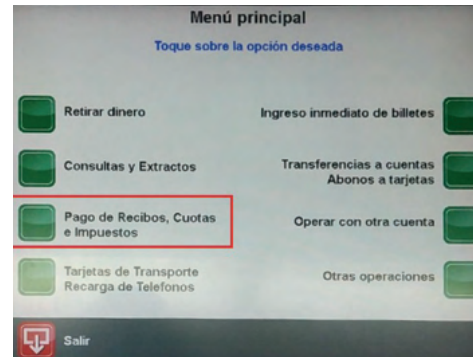 Menú principal
Toque sobre la opción deseada
Retirar dinero
Ingreso inmediato de billetes
Consultas y Extractos
Transferencias a cuentas
Abonos a tarjetas
Pago de Recibos, Cuotas
e Impuestos
Operar con otra cuenta
Tarjetas de Transporte
Recarga de Telefonos
Otras operaciones
Salir